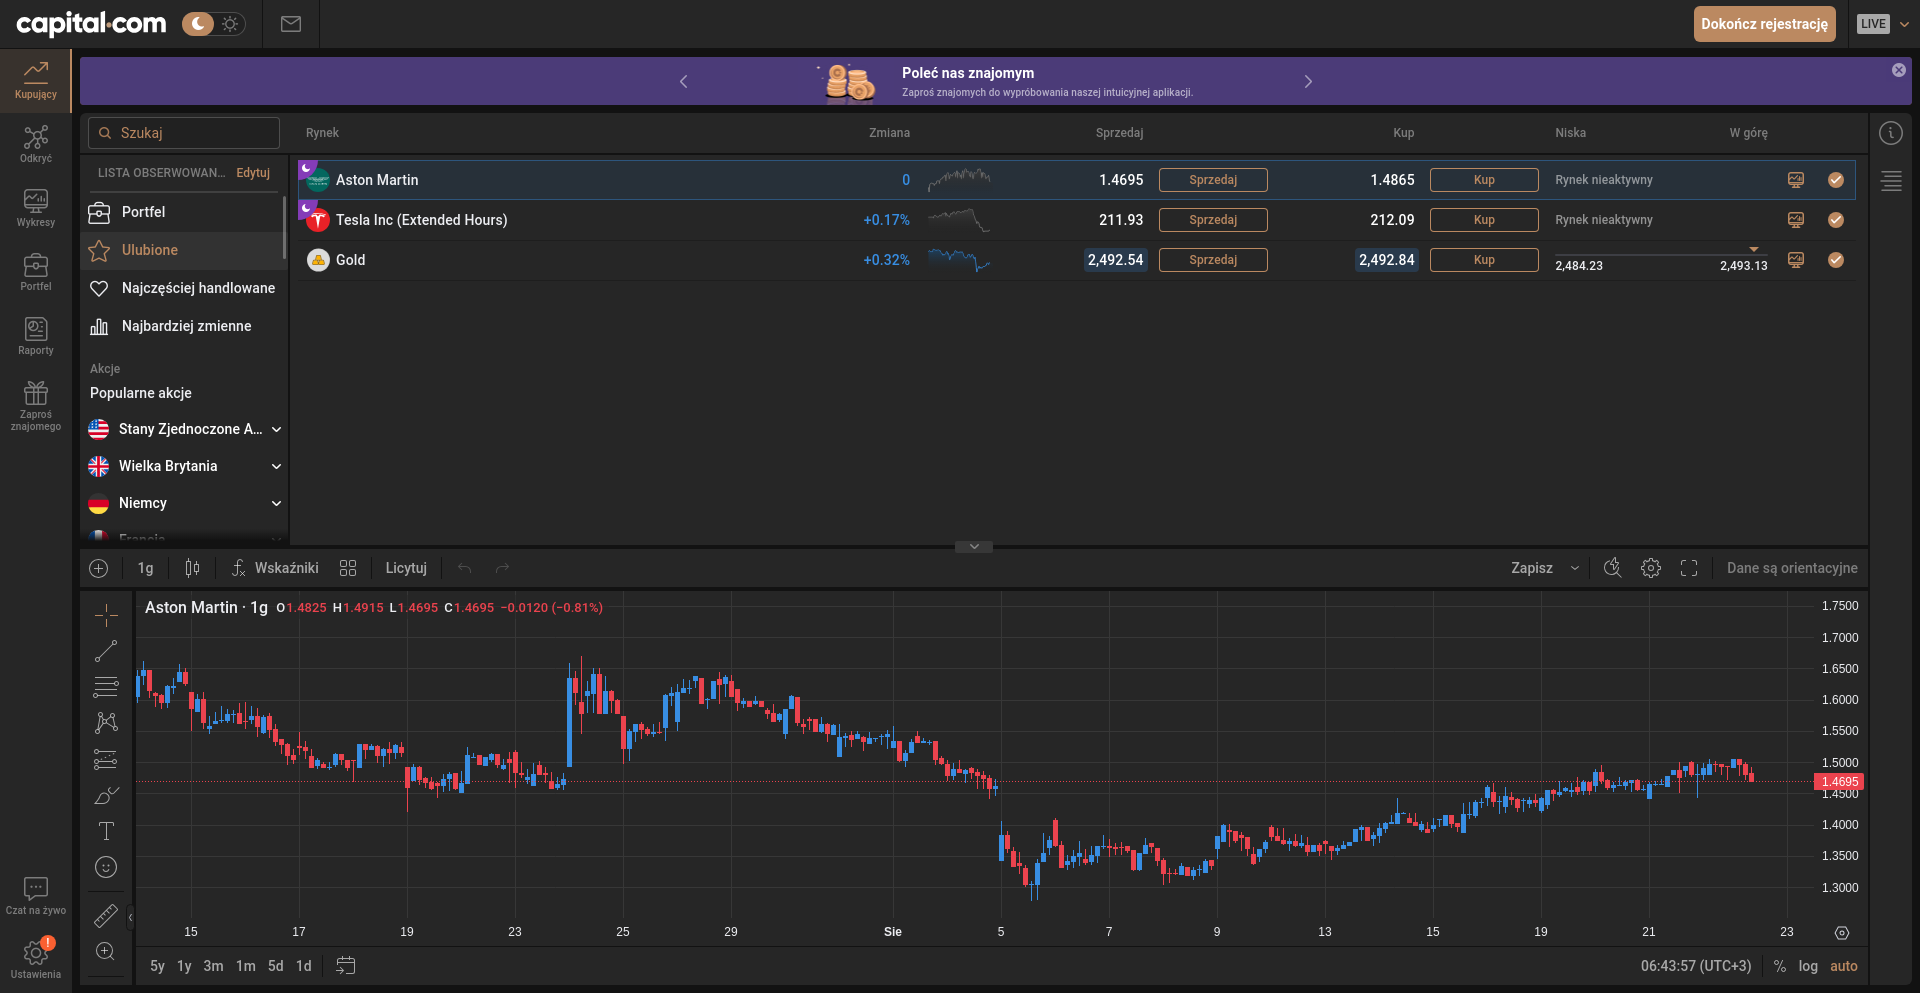 capital.com
Dokończ rejestrację
LIVE
Kupujący
Odkryć
Wykresy
Portfel
Raporty
Zaproś
znajomego
Czat na żywo
!
Ustawienia
Poleć nas znajomym
Zaproś znajomych do wypróbowania naszej intuicyjnej aplikacji.
Szukaj
Rynek Zmiana Sprzedaj Kup Niska W górę
LISTA OBSERWOWAN... Edytuj
Portfel
Ulubione
Najczęściej handlowane
Najbardziej zmienne
Akcje
Popularne akcje
Stany Zjednoczone A...
Wielka Brytania
Niemcy
Francja
Aston Martin 0 1.4695 Sprzedaj 1.4865 Kup Rynek nieaktywny
Tesla Inc (Extended Hours) +0.17% 211.93 Sprzedaj 212.09 Kup Rynek nieaktywny
Gold +0.32% 2,492.54 Sprzedaj 2,492.84 Kup 2,484.23 2,493.13
1g Wskaźniki Licytuj Zapisz Dane są orientacyjne
Aston Martin · 1g O1.4825 H1.4915 L1.4695 C1.4695 −0.0120 (−0.81%)
1.7500
1.7000
1.6500
1.6000
1.5500
1.5000
1.4695
1.4500
1.4000
1.3500
1.3000
15 17 19 23 25 29 Sie 5 7 9 13 15 19 21 23
5y 1y 3m 1m 5d 1d 06:43:57 (UTC+3) % log auto